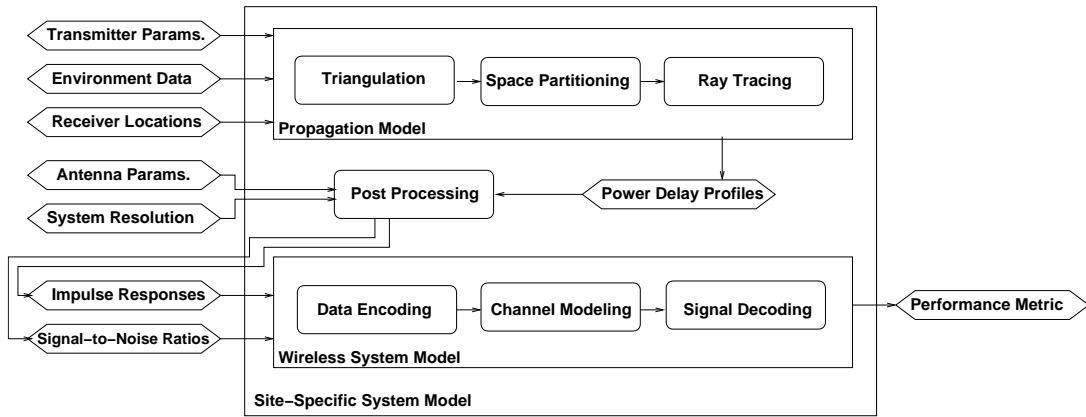 Transmitter Params.
Environment Data
Receiver Locations
Triangulation
Space Partitioning
Ray Tracing
Propagation Model
Antenna Params.
System Resolution
Post Processing
Power Delay Profiles
Impulse Responses
Signal–to–Noise Ratios
Data Encoding
Channel Modeling
Signal Decoding
Wireless System Model
Performance Metric
Site–Specific System Model